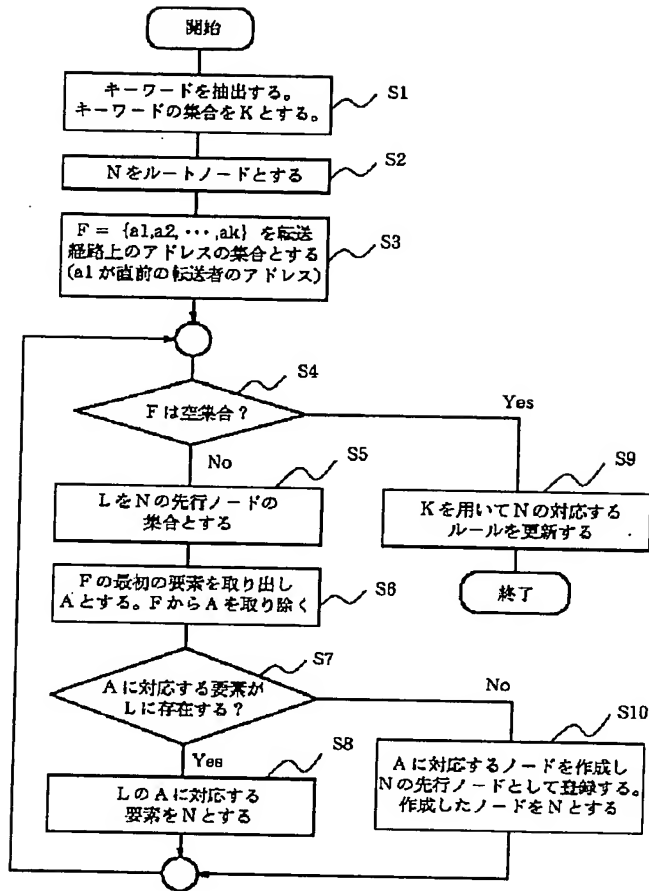 開始
キーワードを抽出する。
キーワードの集合をKとする。
S1
NをルートノードとするS2
F = {a1,a2,･･･,ak} を転送
経路上のアドレスの集合とする
(a1が直前の転送者のアドレス)
S3
S4
Fは空集合？
Yes
No
S5
LをNの先行ノードの
集合とする
S9
Kを用いてNの対応する
ルールを更新する
終了
Fの最初の要素を取り出し
Aとする。FからAを取り除く
S6
S7
Aに対応する要素が
Lに存在する？
No
Yes
S8
LのAに対応する
要素をNとする
S10
Aに対応するノードを作成し
Nの先行ノードとして登録する。
作成したノードをNとする